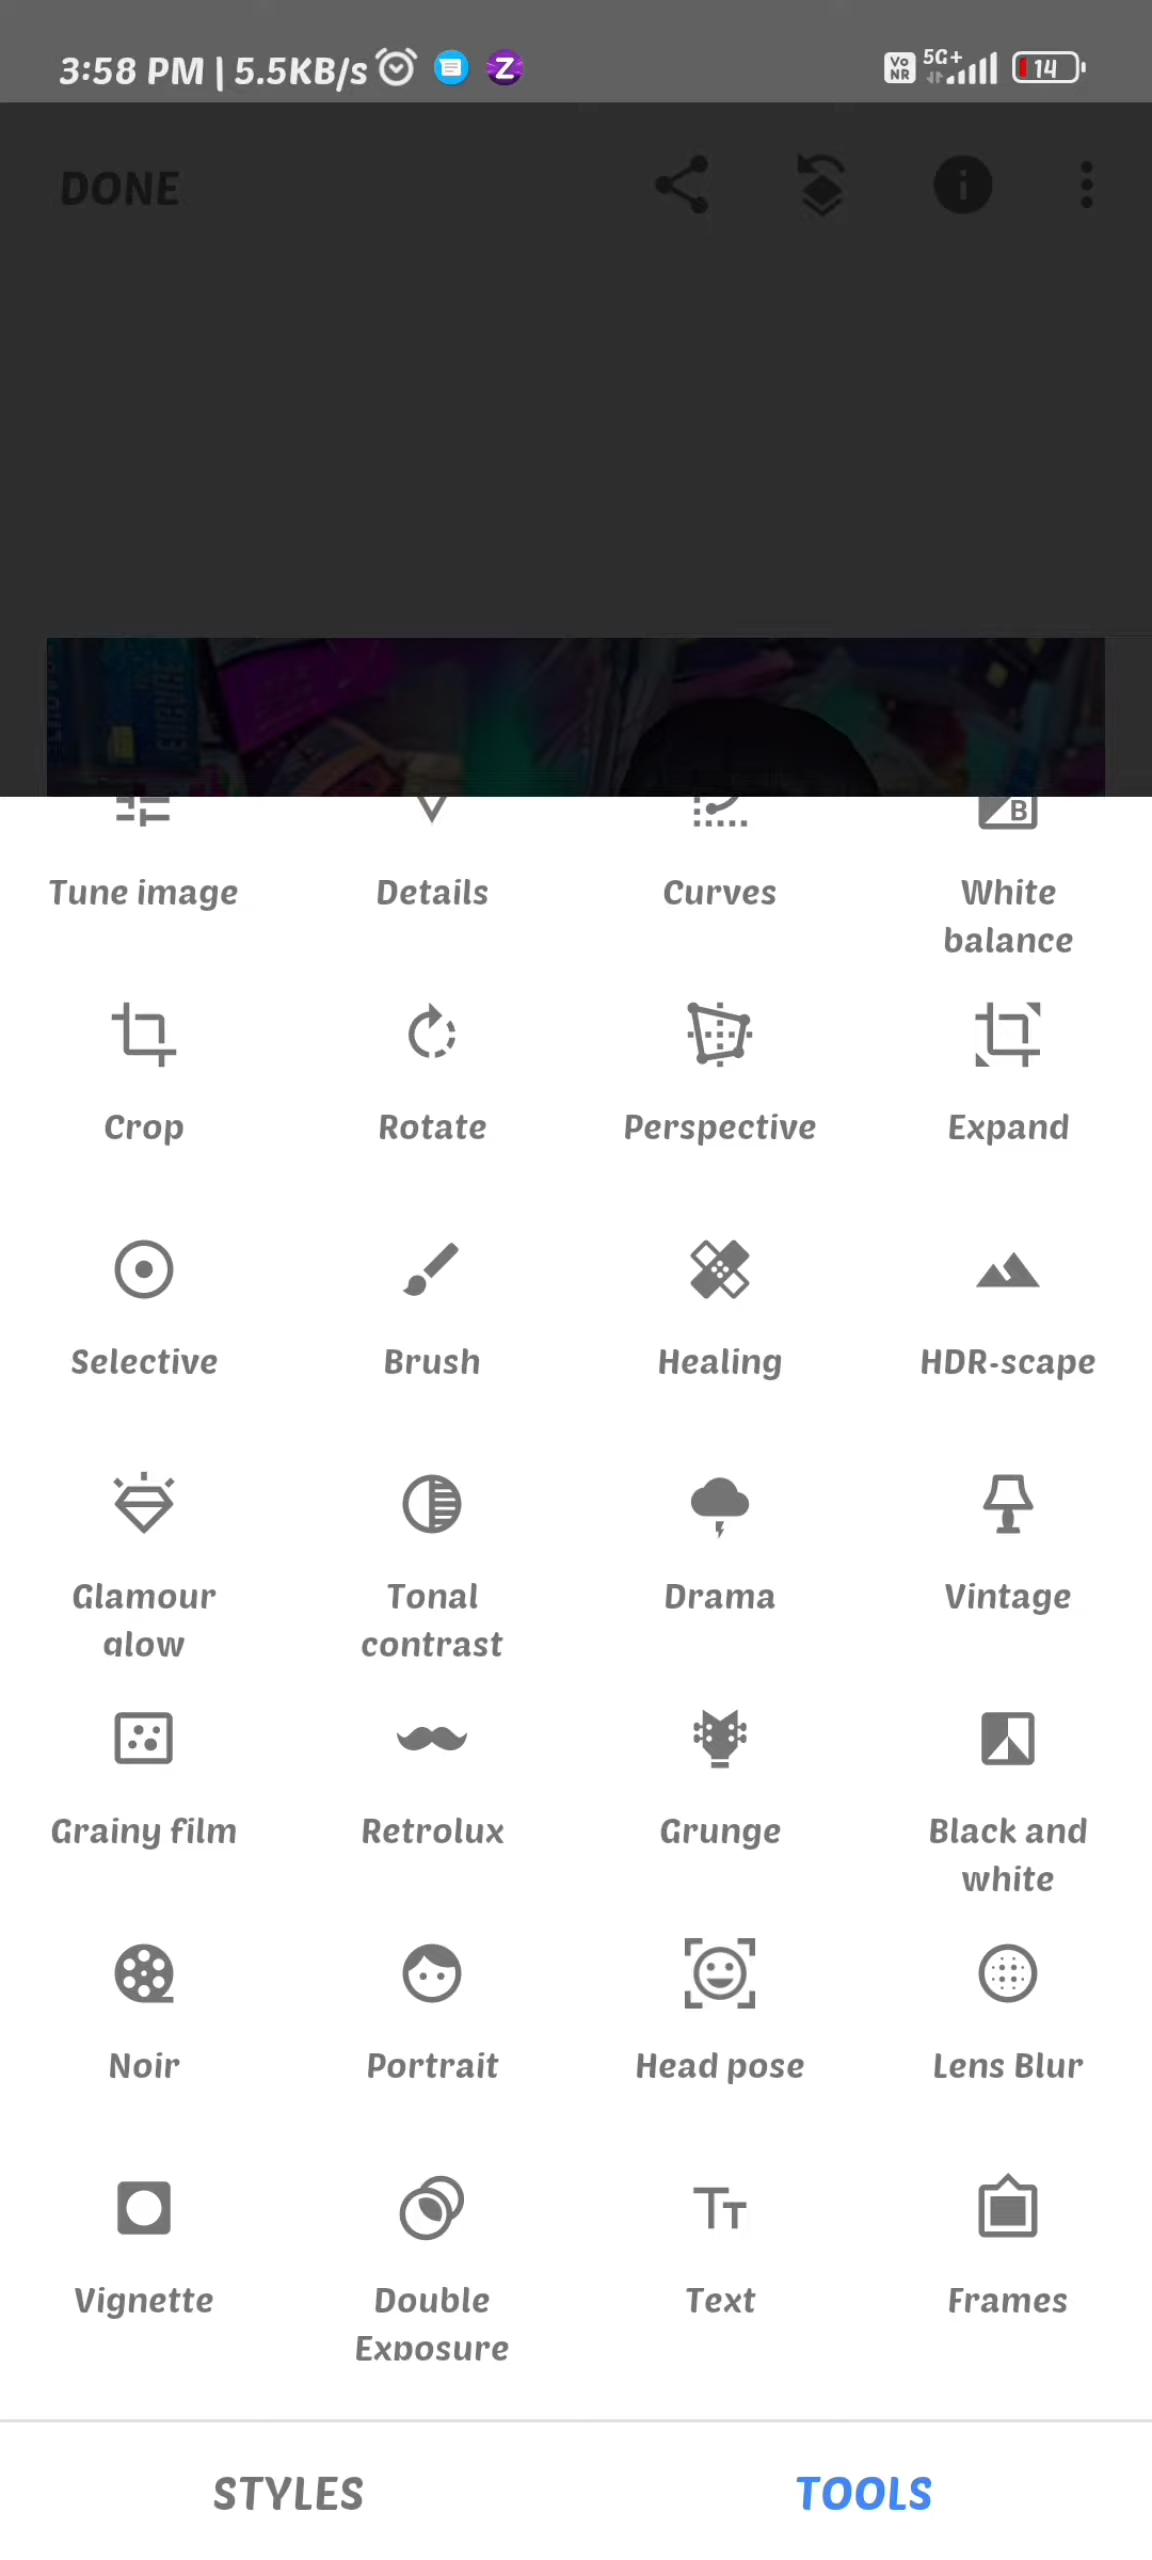 3:58 PM | 5.5KB/s Z Vo NR 5G+ 14
DONE
Tune image Details Curves White balance
Crop Rotate Perspective Expand
Selective Brush Healing HDR-scape
Glamour glow Tonal contrast Drama Vintage
Grainy film Retrolux Grunge Black and white
Noir Portrait Head pose Lens Blur
Vignette Double Exposure Text Frames
STYLES TOOLS